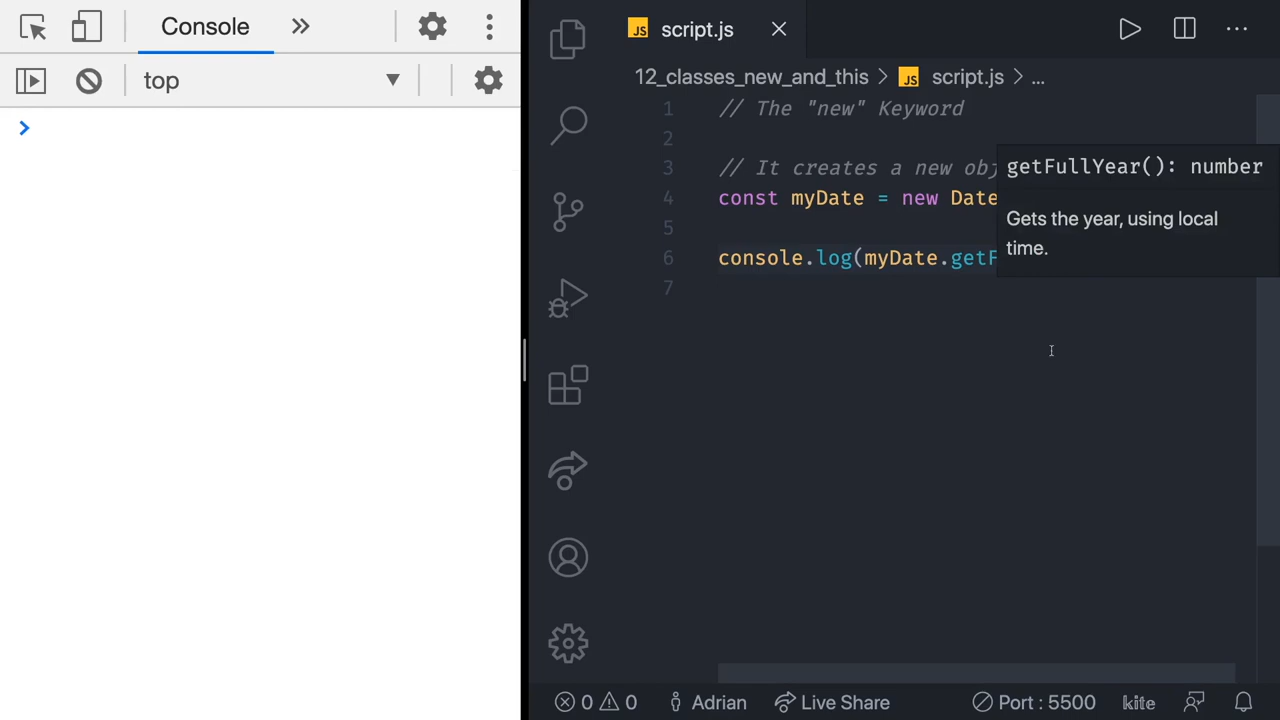 Console
top
JS script.js
12_classes_new_and_this > JS script.js > ...
1 // The "new" Keyword
2
3 // It creates a new obj
4 const myDate = new Date
5
6 console.log(myDate.getF
7
getFullYear(): number
Gets the year, using local
time.
0 0 Adrian Live Share Port : 5500 kite